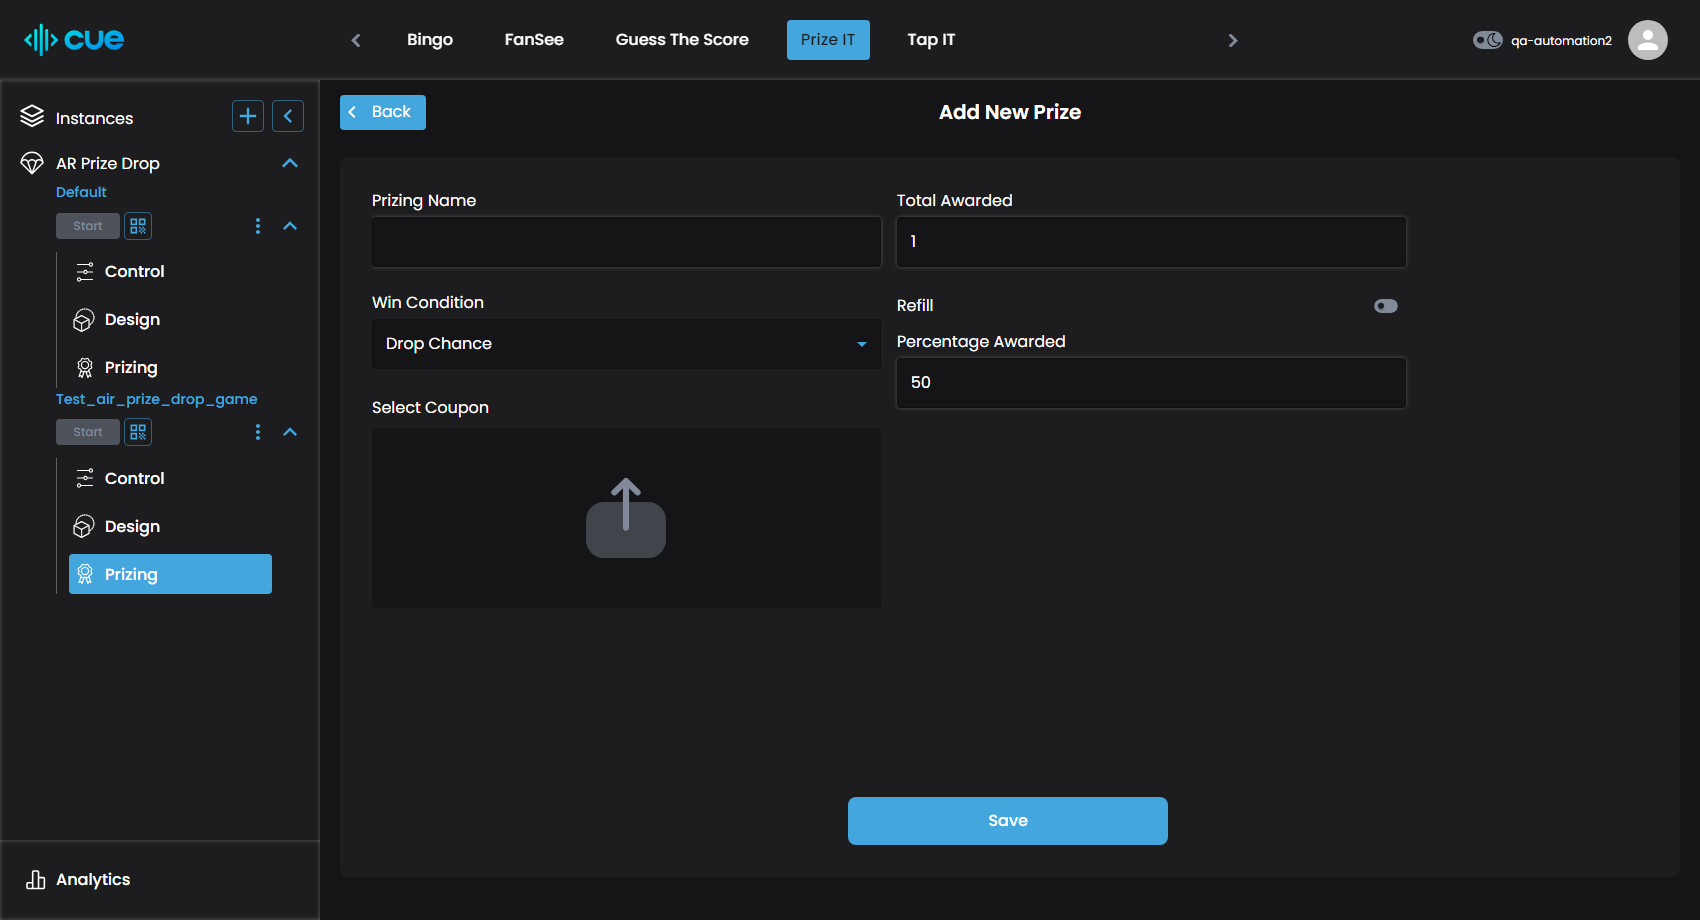 cue
Bingo
FanSee
Guess The Score
Prize IT
Tap IT
qa-automation2
Instances
AR Prize Drop
Default
Start
Control
Design
Prizing
Test_air_prize_drop_game
Start
Control
Design
Prizing
Analytics
Back
Add New Prize
Prizing Name
Total Awarded
1
Win Condition
Drop Chance
Refill
Percentage Awarded
50
Select Coupon
Save